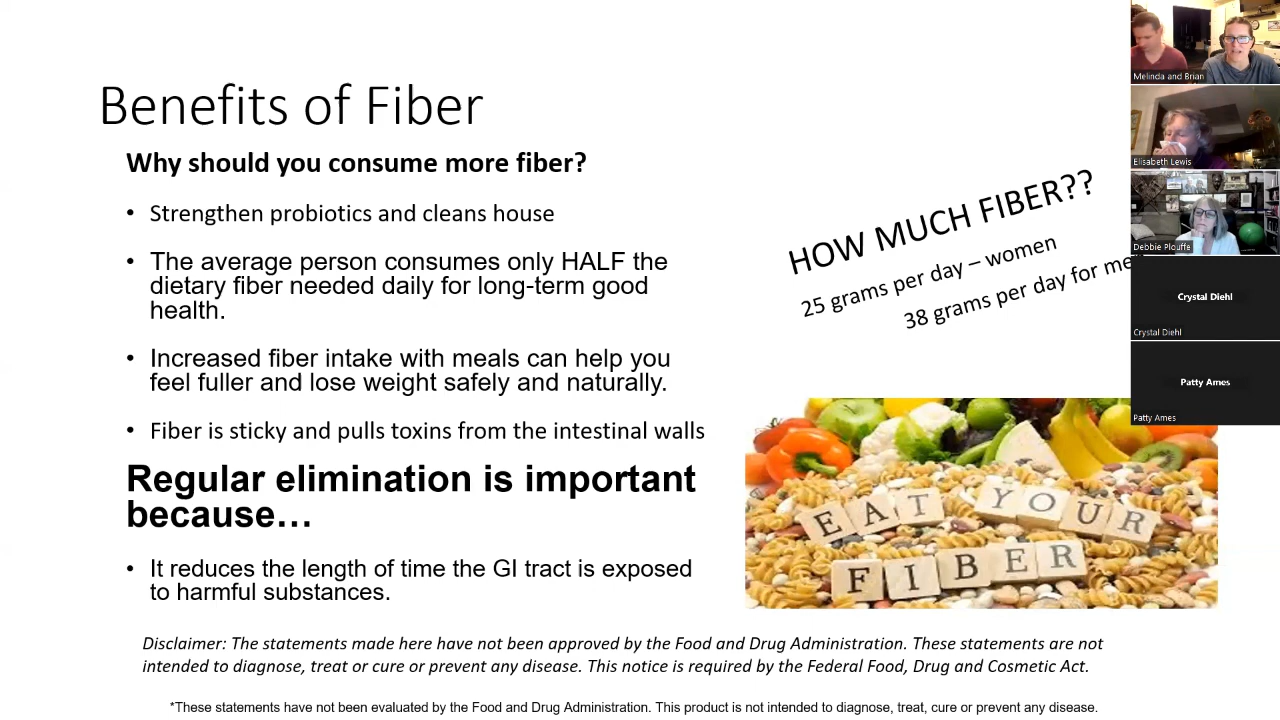 Benefits of Fiber
Why should you consume more fiber?
• Strengthen probiotics and cleans house
• The average person consumes only HALF the
dietary fiber needed daily for long-term good
health.
• Increased fiber intake with meals can help you
feel fuller and lose weight safely and naturally.
• Fiber is sticky and pulls toxins from the intestinal walls
Regular elimination is important
because…
• It reduces the length of time the GI tract is exposed
to harmful substances.
HOW MUCH FIBER??
25 grams per day – women
38 grams per day for me
EAT YOUR
FIBER
Disclaimer: The statements made here have not been approved by the Food and Drug Administration. These statements are not
intended to diagnose, treat or cure or prevent any disease. This notice is required by the Federal Food, Drug and Cosmetic Act.
*These statements have not been evaluated by the Food and Drug Administration. This product is not intended to diagnose, treat, cure or prevent any disease.
Melinda and Brian
Elisabeth Lewis
Debbie Plouffe
Crystal Diehl
Crystal Diehl
Patty Ames
Patty Ames